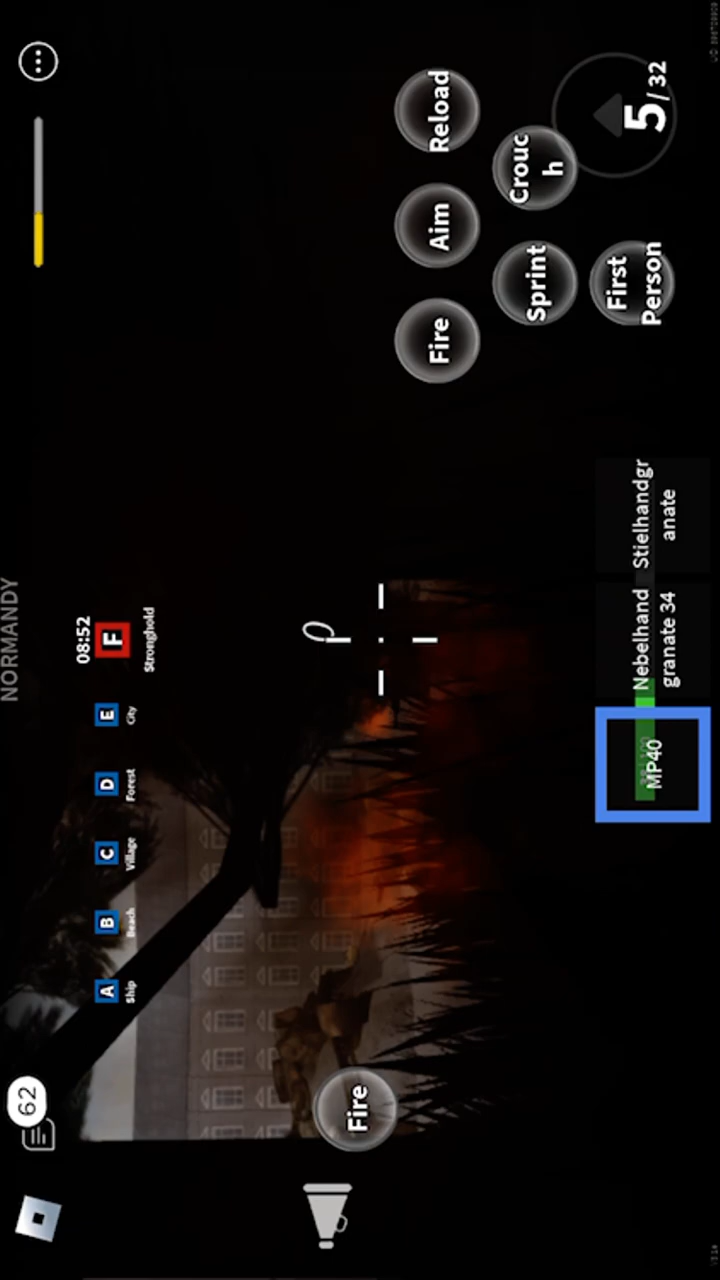 NORMANDY
62
08:52
A B C D E F
Ship Beach Village Forest City Stronghold
Fire
Fire
Aim
Reload
Sprint
Crouc
h
First
Person
5/32
MP40
Nebelhand
granate 34
Stielhandgr
anate